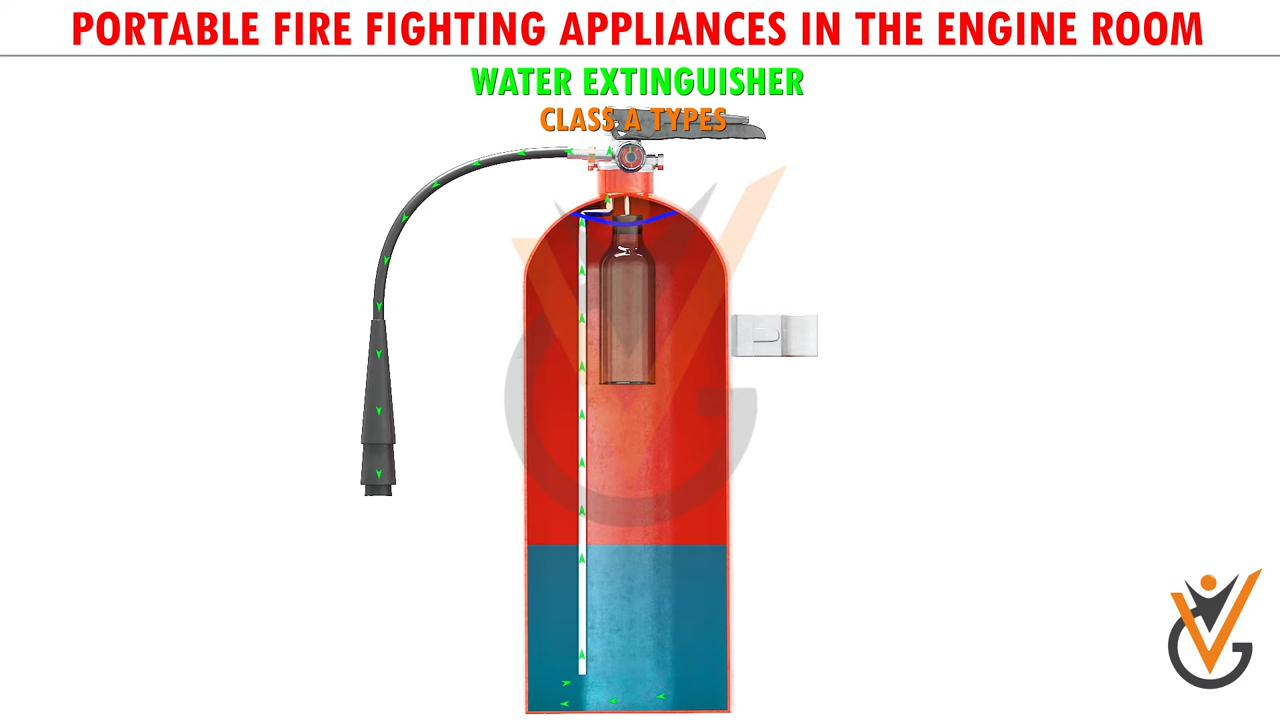 PORTABLE FIRE FIGHTING APPLIANCES IN THE ENGINE ROOM
WATER EXTINGUISHER
CLASS A TYPES